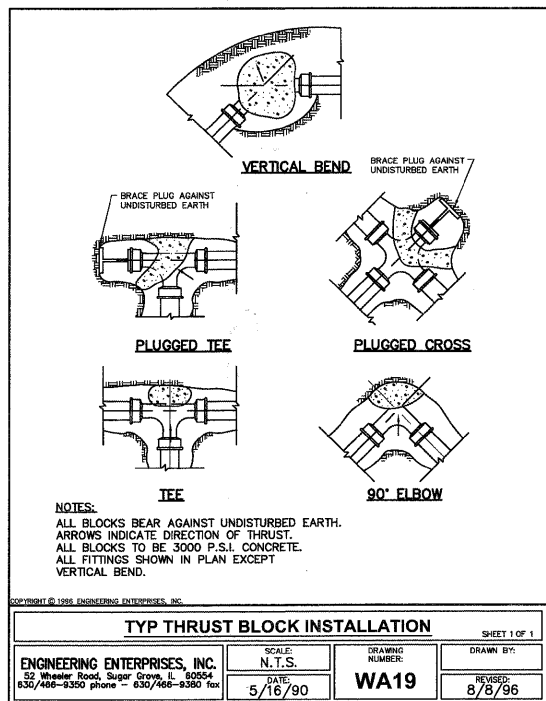 VERTICAL BEND
BRACE PLUG AGAINST
UNDISTURBED EARTH
BRACE PLUG AGAINST
UNDISTURBED EARTH
PLUGGED TEE
PLUGGED CROSS
TEE
90° ELBOW
NOTES:
ALL BLOCKS BEAR AGAINST UNDISTURBED EARTH.
ARROWS INDICATE DIRECTION OF THRUST.
ALL BLOCKS TO BE 3000 P.S.I. CONCRETE.
ALL FITTINGS SHOWN IN PLAN EXCEPT
VERTICAL BEND.
COPYRIGHT © 1986 ENGINEERING ENTERPRISES, INC.
TYP THRUST BLOCK INSTALLATION
SHEET 1 OF 1
ENGINEERING ENTERPRISES, INC.
52 Wheeler Road, Sugar Grove, IL 60554
630/466-9350 phone - 630/466-9380 fax
SCALE:
N.T.S.
DATE:
5/16/90
DRAWING
NUMBER:
WA19
DRAWN BY:
REVISED:
8/8/96